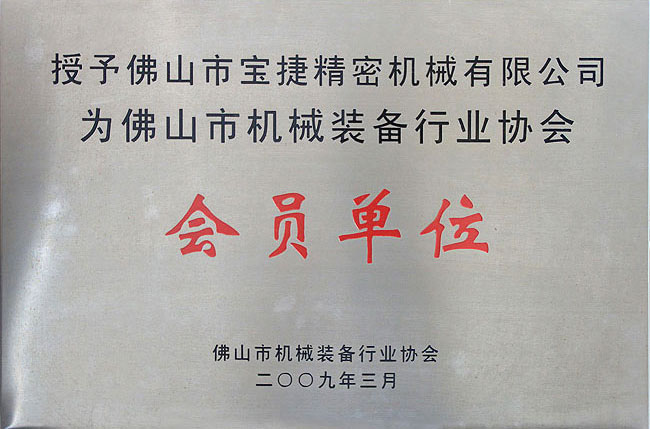 授予佛山市宝捷精密机械有限公司
为佛山市机械装备行业协会
会员单位
佛山市机械装备行业协会
二〇〇九年三月